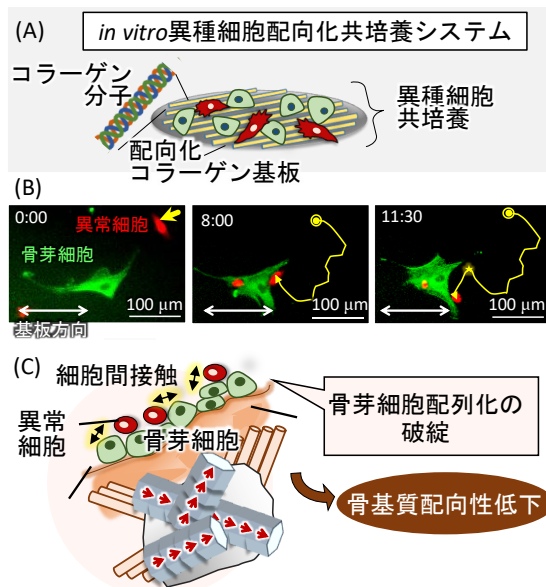 (A)
in vitro異種細胞配向化共培養システム
コラーゲン
分子
異種細胞
共培養
配向化
コラーゲン基板
(B)
0:00
異常細胞
骨芽細胞
100 μm
基板方向
8:00
100 μm
11:30
100 μm
(C)
細胞間接触
異常
細胞
骨芽細胞
骨芽細胞配列化の
破綻
骨基質配向性低下